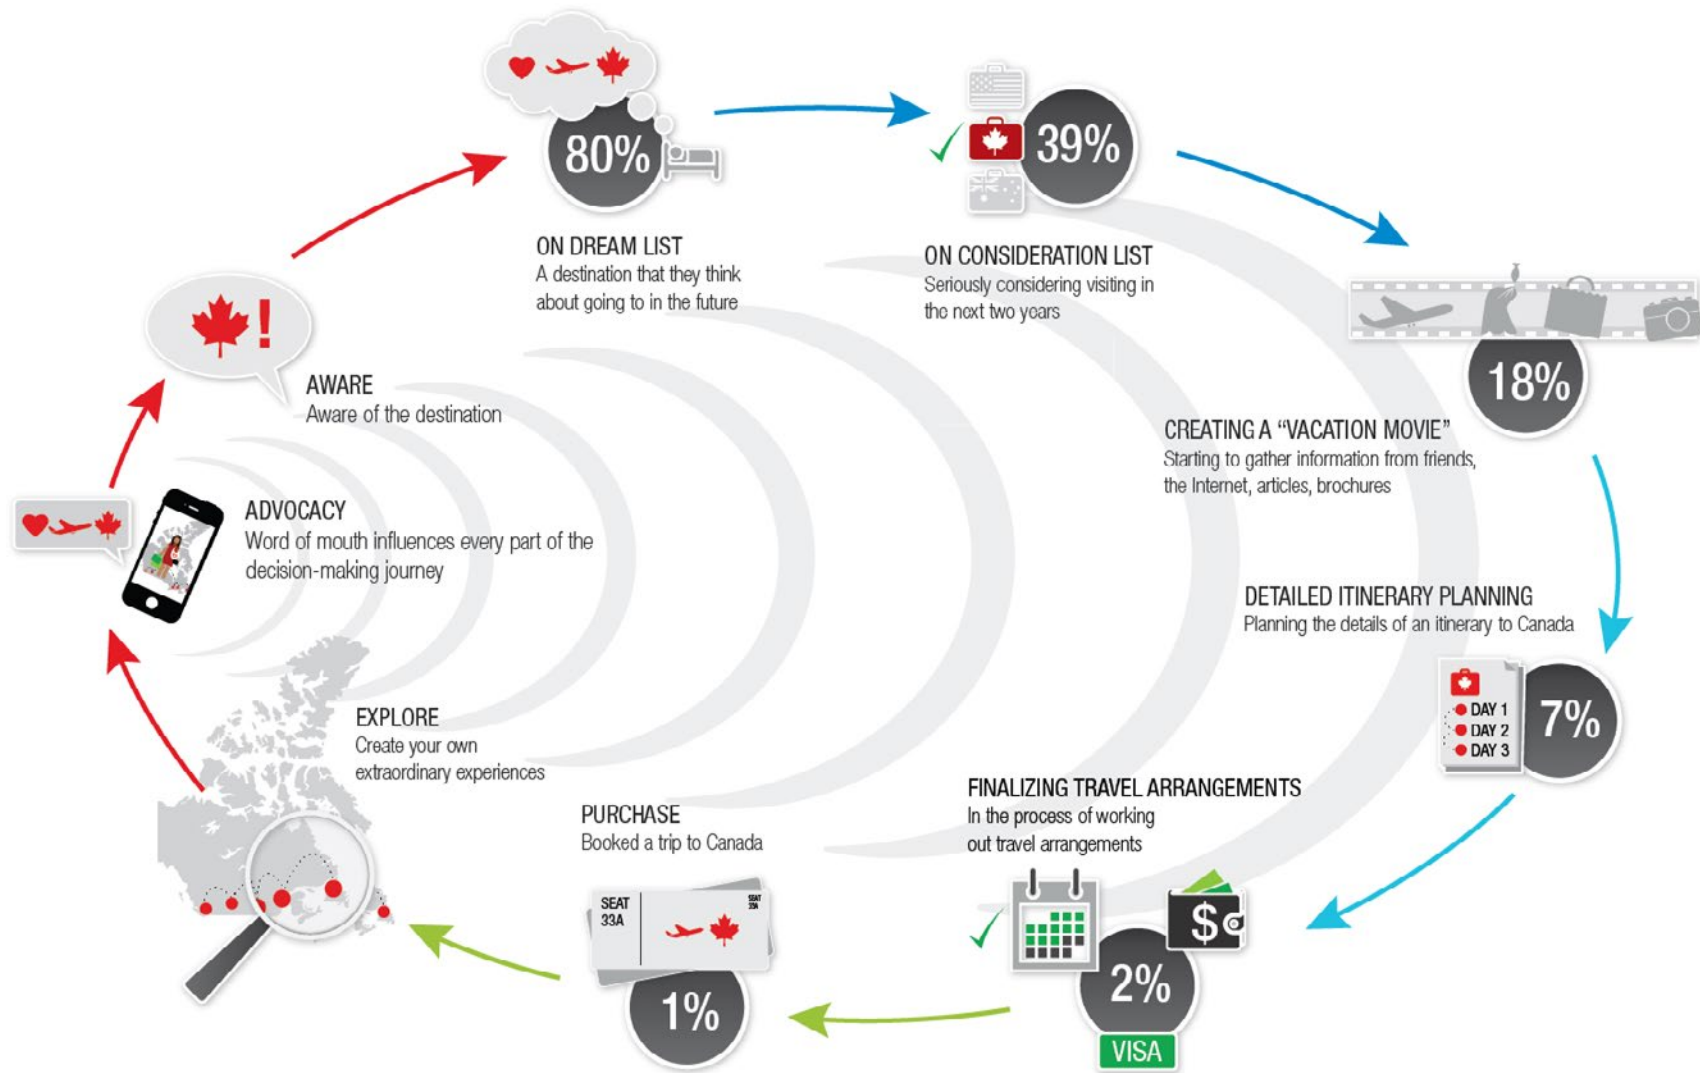 80%
ON DREAM LIST
A destination that they think
about going to in the future
39%
ON CONSIDERATION LIST
Seriously considering visiting in
the next two years
18%
CREATING A “VACATION MOVIE”
Starting to gather information from friends,
the Internet, articles, brochures
DETAILED ITINERARY PLANNING
Planning the details of an itinerary to Canada
DAY 1
DAY 2
DAY 3
7%
FINALIZING TRAVEL ARRANGEMENTS
In the process of working
out travel arrangements
$
2%
VISA
PURCHASE
Booked a trip to Canada
SEAT
33A
SEAT
33A
1%
EXPLORE
Create your own
extraordinary experiences
ADVOCACY
Word of mouth influences every part of the
decision-making journey
!
AWARE
Aware of the destination